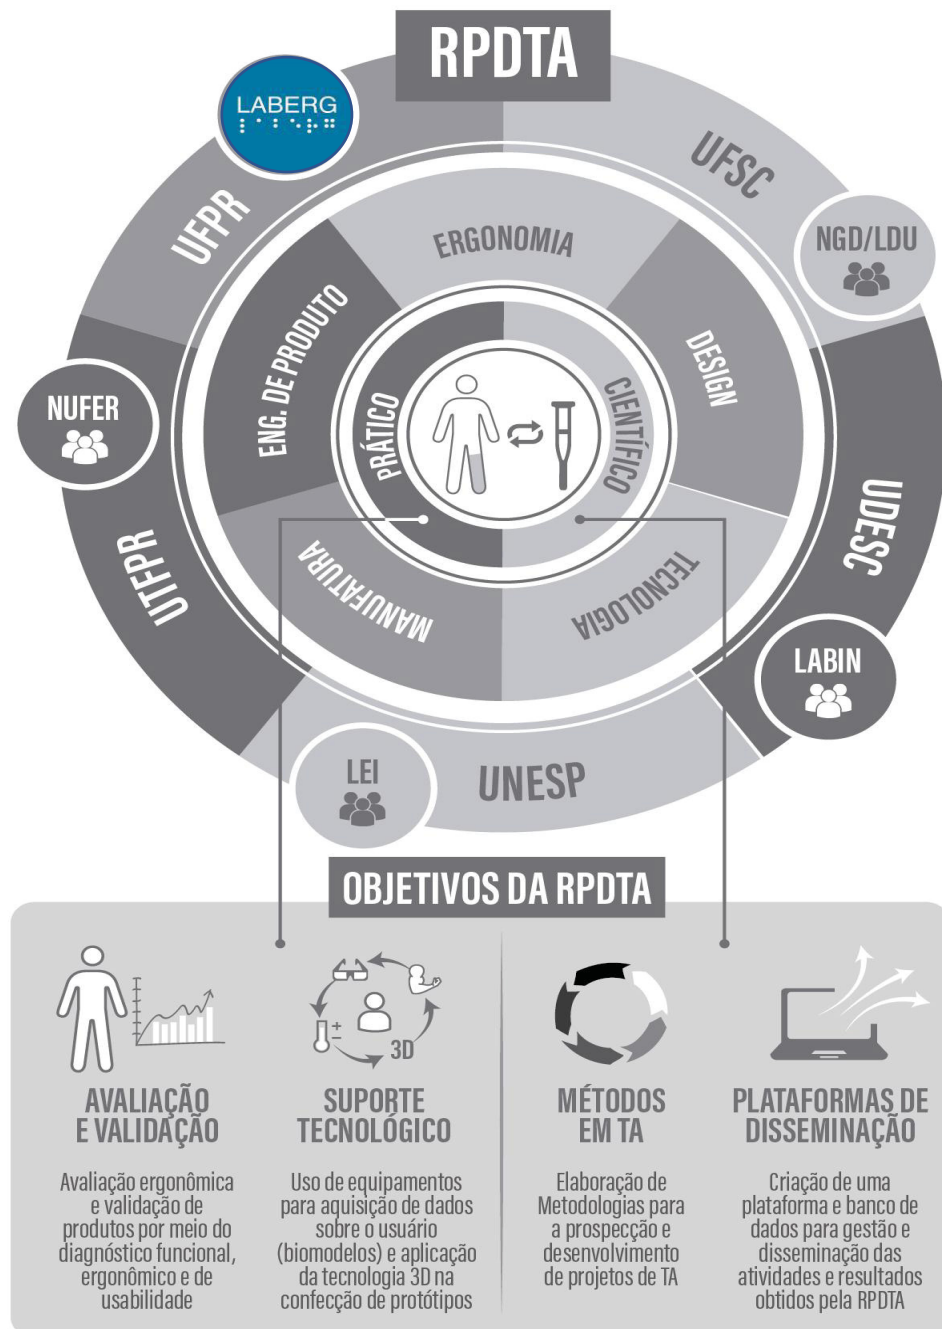 RPDTA
LABERG
⠇⠁⠃⠑⠗⠛
UFPR
UFSC
NGD/LDU
ERGONOMIA
ENG. DE PRODUTO
DESIGN
NUFER
PRÁTICO
CIENTÍFICO
UTFPR
UDESC
MANUFATURA
TECNOLOGIA
LABIN
LEI
UNESP
OBJETIVOS DA RPDTA
3D
AVALIAÇÃO
E VALIDAÇÃO
Avaliação ergonômica
e validação de
produtos por meio do
diagnóstico funcional,
ergonômico e de
usabilidade
SUPORTE
TECNOLÓGICO
Uso de equipamentos
para aquisição de dados
sobre o usuário
(biomodelos) e aplicação
da tecnologia 3D na
confecção de protótipos
MÉTODOS
EM TA
Elaboração de
Metodologias para
a prospecção e
desenvolvimento
de projetos de TA
PLATAFORMAS DE
DISSEMINAÇÃO
Criação de uma
plataforma e banco de
dados para gestão e
disseminação das
atividades e resultados
obtidos pela RPDTA